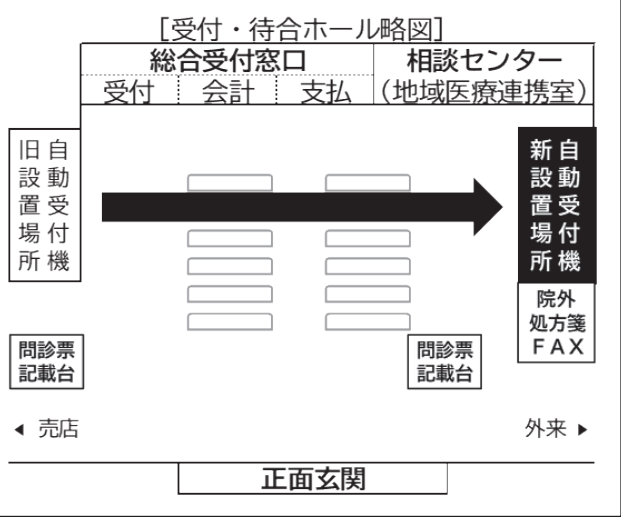 [受付・待合ホール略図]
総合受付窓口
受付 会計 支払
相談センター
（地域医療連携室）
自動受付機
旧設置場所
自動受付機
新設置場所
院外
処方箋
ＦＡＸ
問診票
記載台
問診票
記載台
◀ 売店
外来 ▶
正面玄関